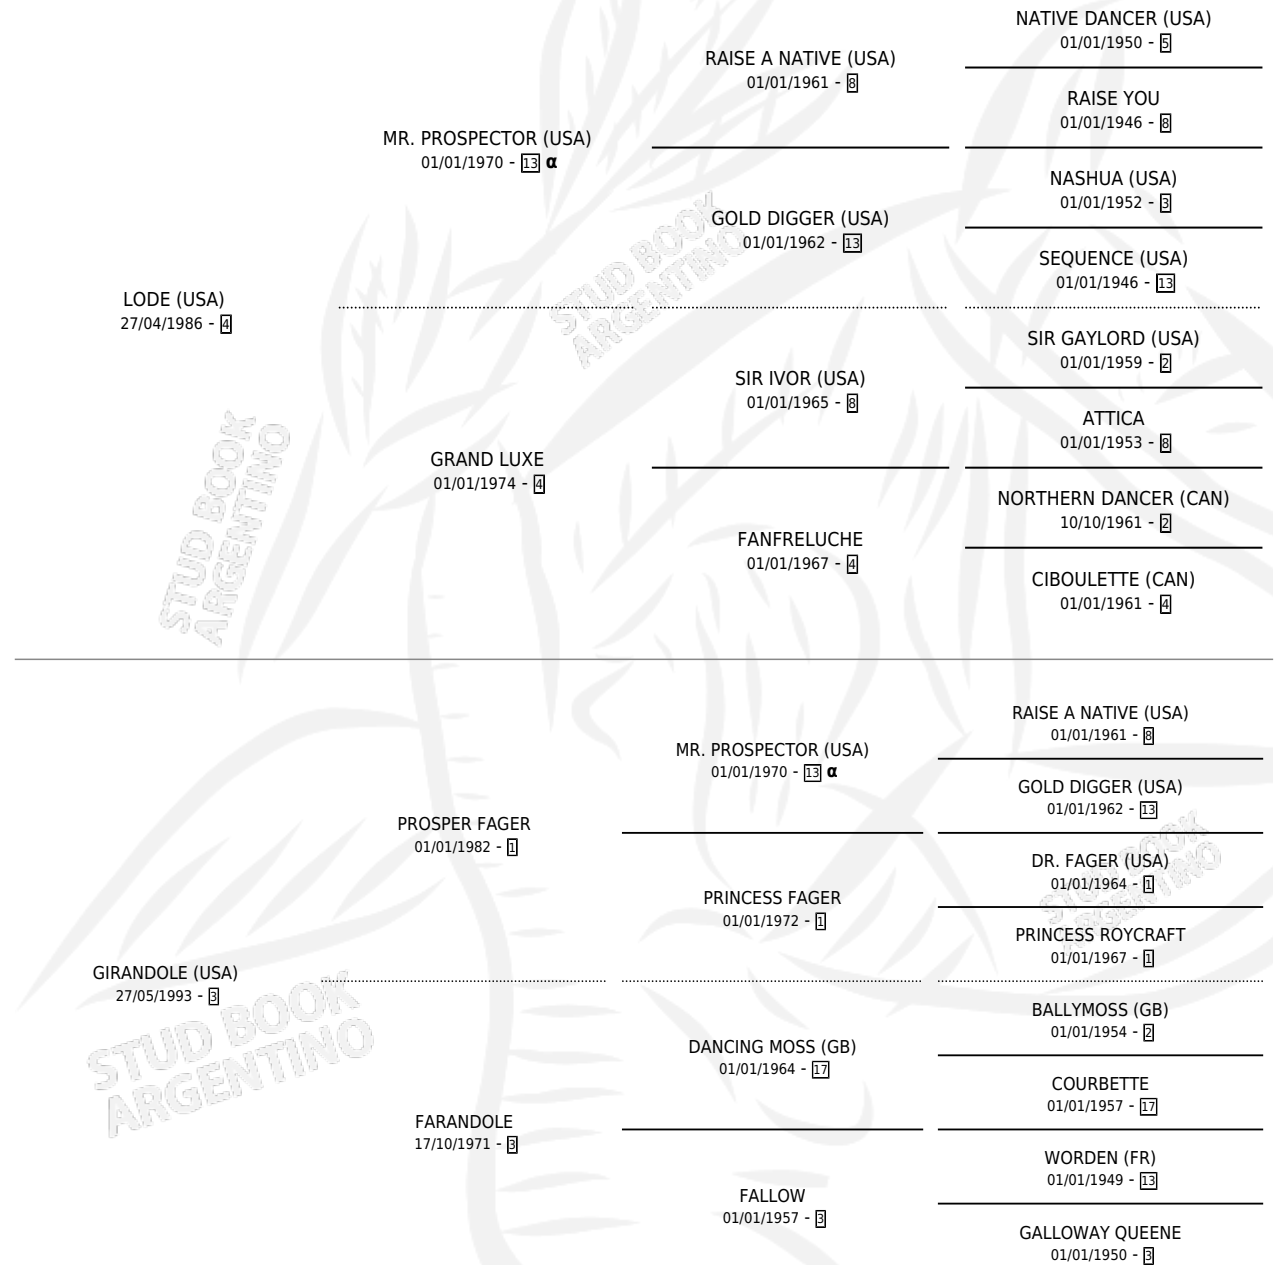 NATIVE DANCER (USA)
01/01/1950 - 5
RAISE A NATIVE (USA)
01/01/1961 - 8
RAISE YOU
01/01/1946 - 8
MR. PROSPECTOR (USA)
01/01/1970 - 13 α
NASHUA (USA)
01/01/1952 - 3
GOLD DIGGER (USA)
01/01/1962 - 13
SEQUENCE (USA)
01/01/1946 - 13
STUD BOOK
ARGENTINO
LODE (USA)
27/04/1986 - 4
SIR GAYLORD (USA)
01/01/1959 - 2
SIR IVOR (USA)
01/01/1965 - 8
ATTICA
01/01/1953 - 8
GRAND LUXE
01/01/1974 - 4
NORTHERN DANCER (CAN)
10/10/1961 - 2
FANFRELUCHE
01/01/1967 - 4
CIBOULETTE (CAN)
01/01/1961 - 4
STUD BOOK
ARGENTINO
RAISE A NATIVE (USA)
01/01/1961 - 8
MR. PROSPECTOR (USA)
01/01/1970 - 13 α
GOLD DIGGER (USA)
01/01/1962 - 13
PROSPER FAGER
01/01/1982 - 1
DR. FAGER (USA)
01/01/1964 - 1
PRINCESS FAGER
01/01/1972 - 1
PRINCESS ROYCRAFT
01/01/1967 - 1
STUD BOOK
ARGENTINO
GIRANDOLE (USA)
27/05/1993 - 3
BALLYMOSS (GB)
01/01/1954 - 2
DANCING MOSS (GB)
01/01/1964 - 17
COURBETTE
01/01/1957 - 17
STUD BOOK
ARGENTINO
FARANDOLE
17/10/1971 - 3
WORDEN (FR)
01/01/1949 - 13
FALLOW
01/01/1957 - 3
GALLOWAY QUEENE
01/01/1950 - 3